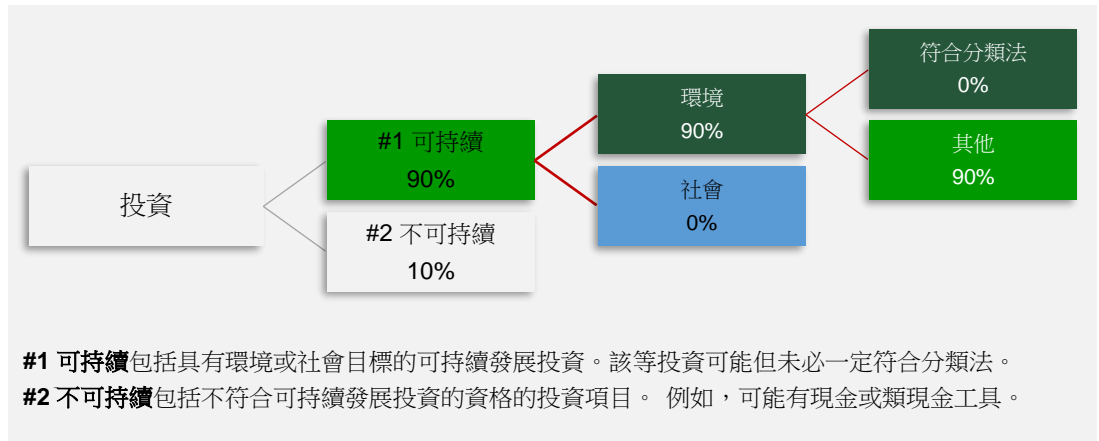 符合分類法
0%
環境
90%
#1 可持續
90%
其他
90%
投資
社會
0%
#2 不可持續
10%
#1 可持續包括具有環境或社會目標的可持續發展投資。該等投資可能但未必一定符合分類法。
#2 不可持續包括不符合可持續發展投資的資格的投資項目。 例如，可能有現金或類現金工具。